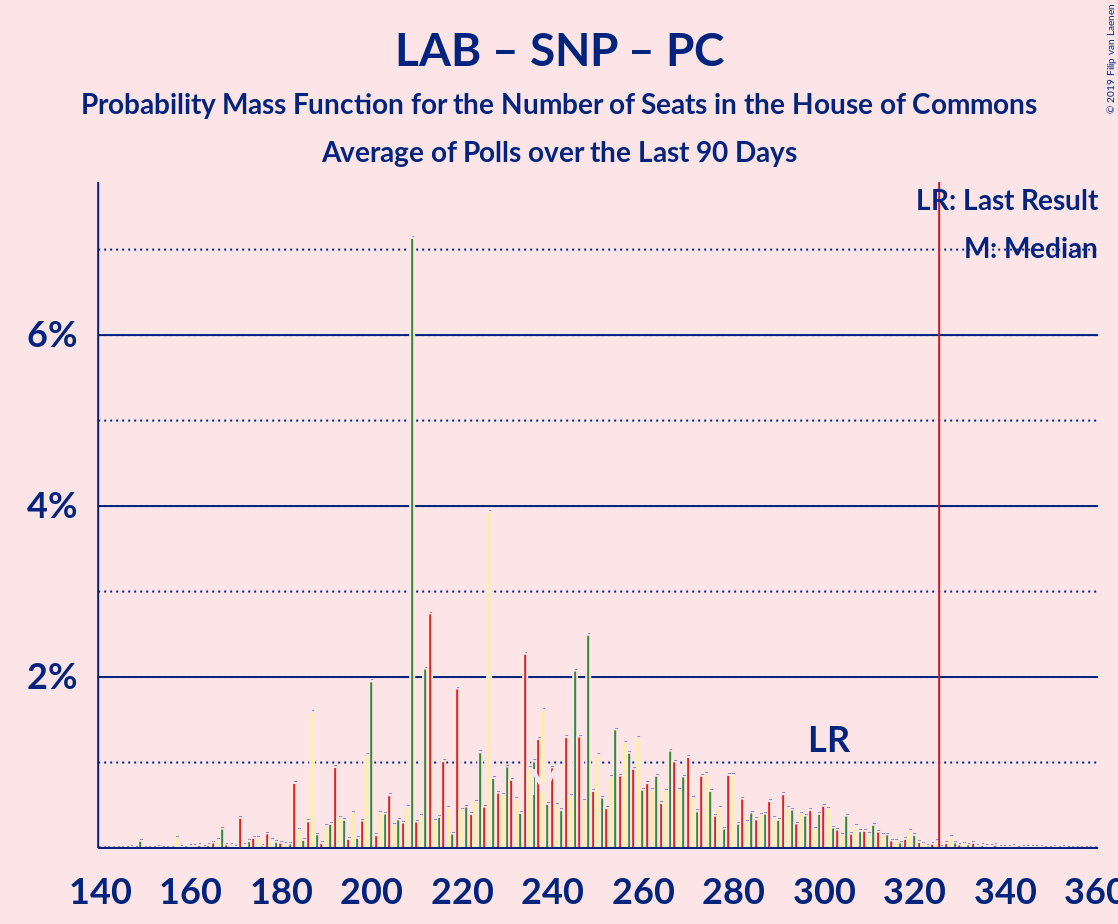 LAB – SNP – PC
Probability Mass Function for the Number of Seats in the House of Commons
Average of Polls over the Last 90 Days
© 2019 Filip van Laenen
LR: Last Result
M: Median
6%
4%
2%
LR
140 160 180 200 220 240 260 280 300 320 340 360